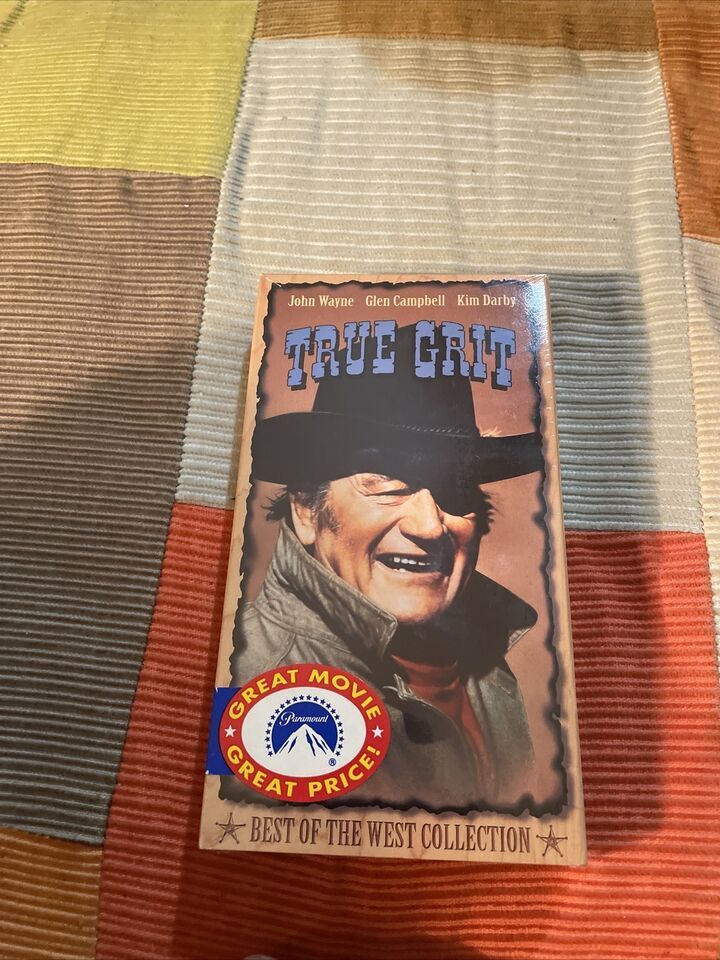 John Wayne Glen Campbell Kim Darby
TRUE GRIT
GREAT MOVIE
Paramount
®
GREAT PRICE!
BEST OF THE WEST COLLECTION